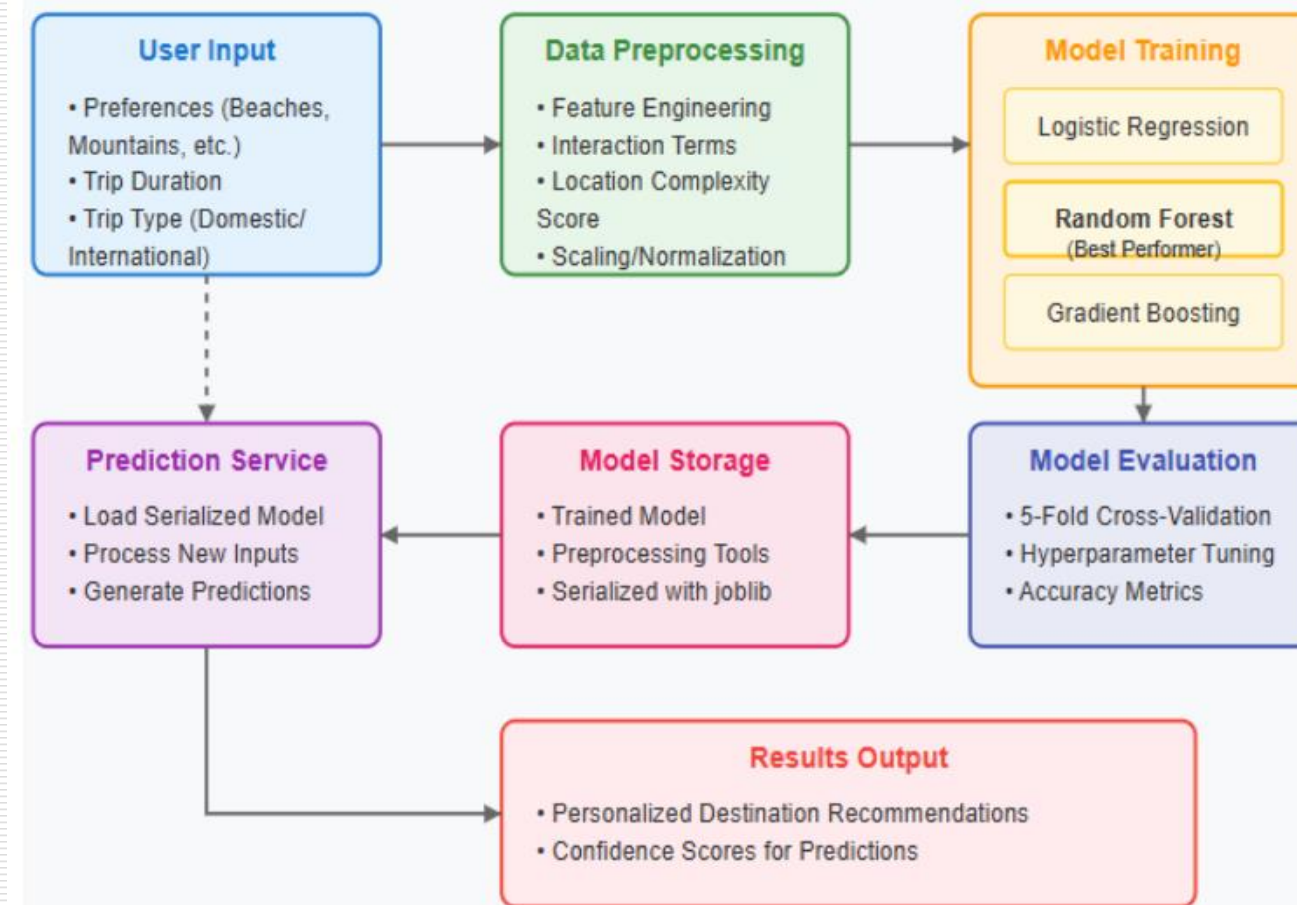 User Input
• Preferences (Beaches,
Mountains, etc.)
• Trip Duration
• Trip Type (Domestic/
International)
Data Preprocessing
• Feature Engineering
• Interaction Terms
• Location Complexity
Score
• Scaling/Normalization
Model Training
Logistic Regression
Random Forest
(Best Performer)
Gradient Boosting
Prediction Service
• Load Serialized Model
• Process New Inputs
• Generate Predictions
Model Storage
• Trained Model
• Preprocessing Tools
• Serialized with joblib
Model Evaluation
• 5-Fold Cross-Validation
• Hyperparameter Tuning
• Accuracy Metrics
Results Output
• Personalized Destination Recommendations
• Confidence Scores for Predictions